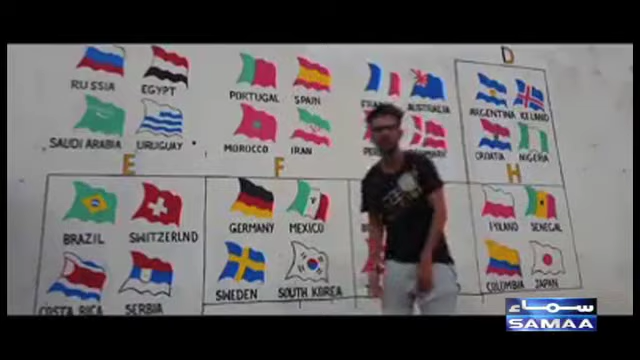 D
RUSSIA EGYPT PORTUGAL SPAIN AUSTRALIA ARGENTINA ICELAND
SAUDI ARABIA URUGUAY MOROCCO IRAN CROATIA NIGERIA
E F H
BRAZIL SWITZERLND GERMANY MEXICO SENEGAL
COSTA RICA SERBIA SWEDEN SOUTH KOREA COLOMBIA JAPAN
سماء
SAMAA